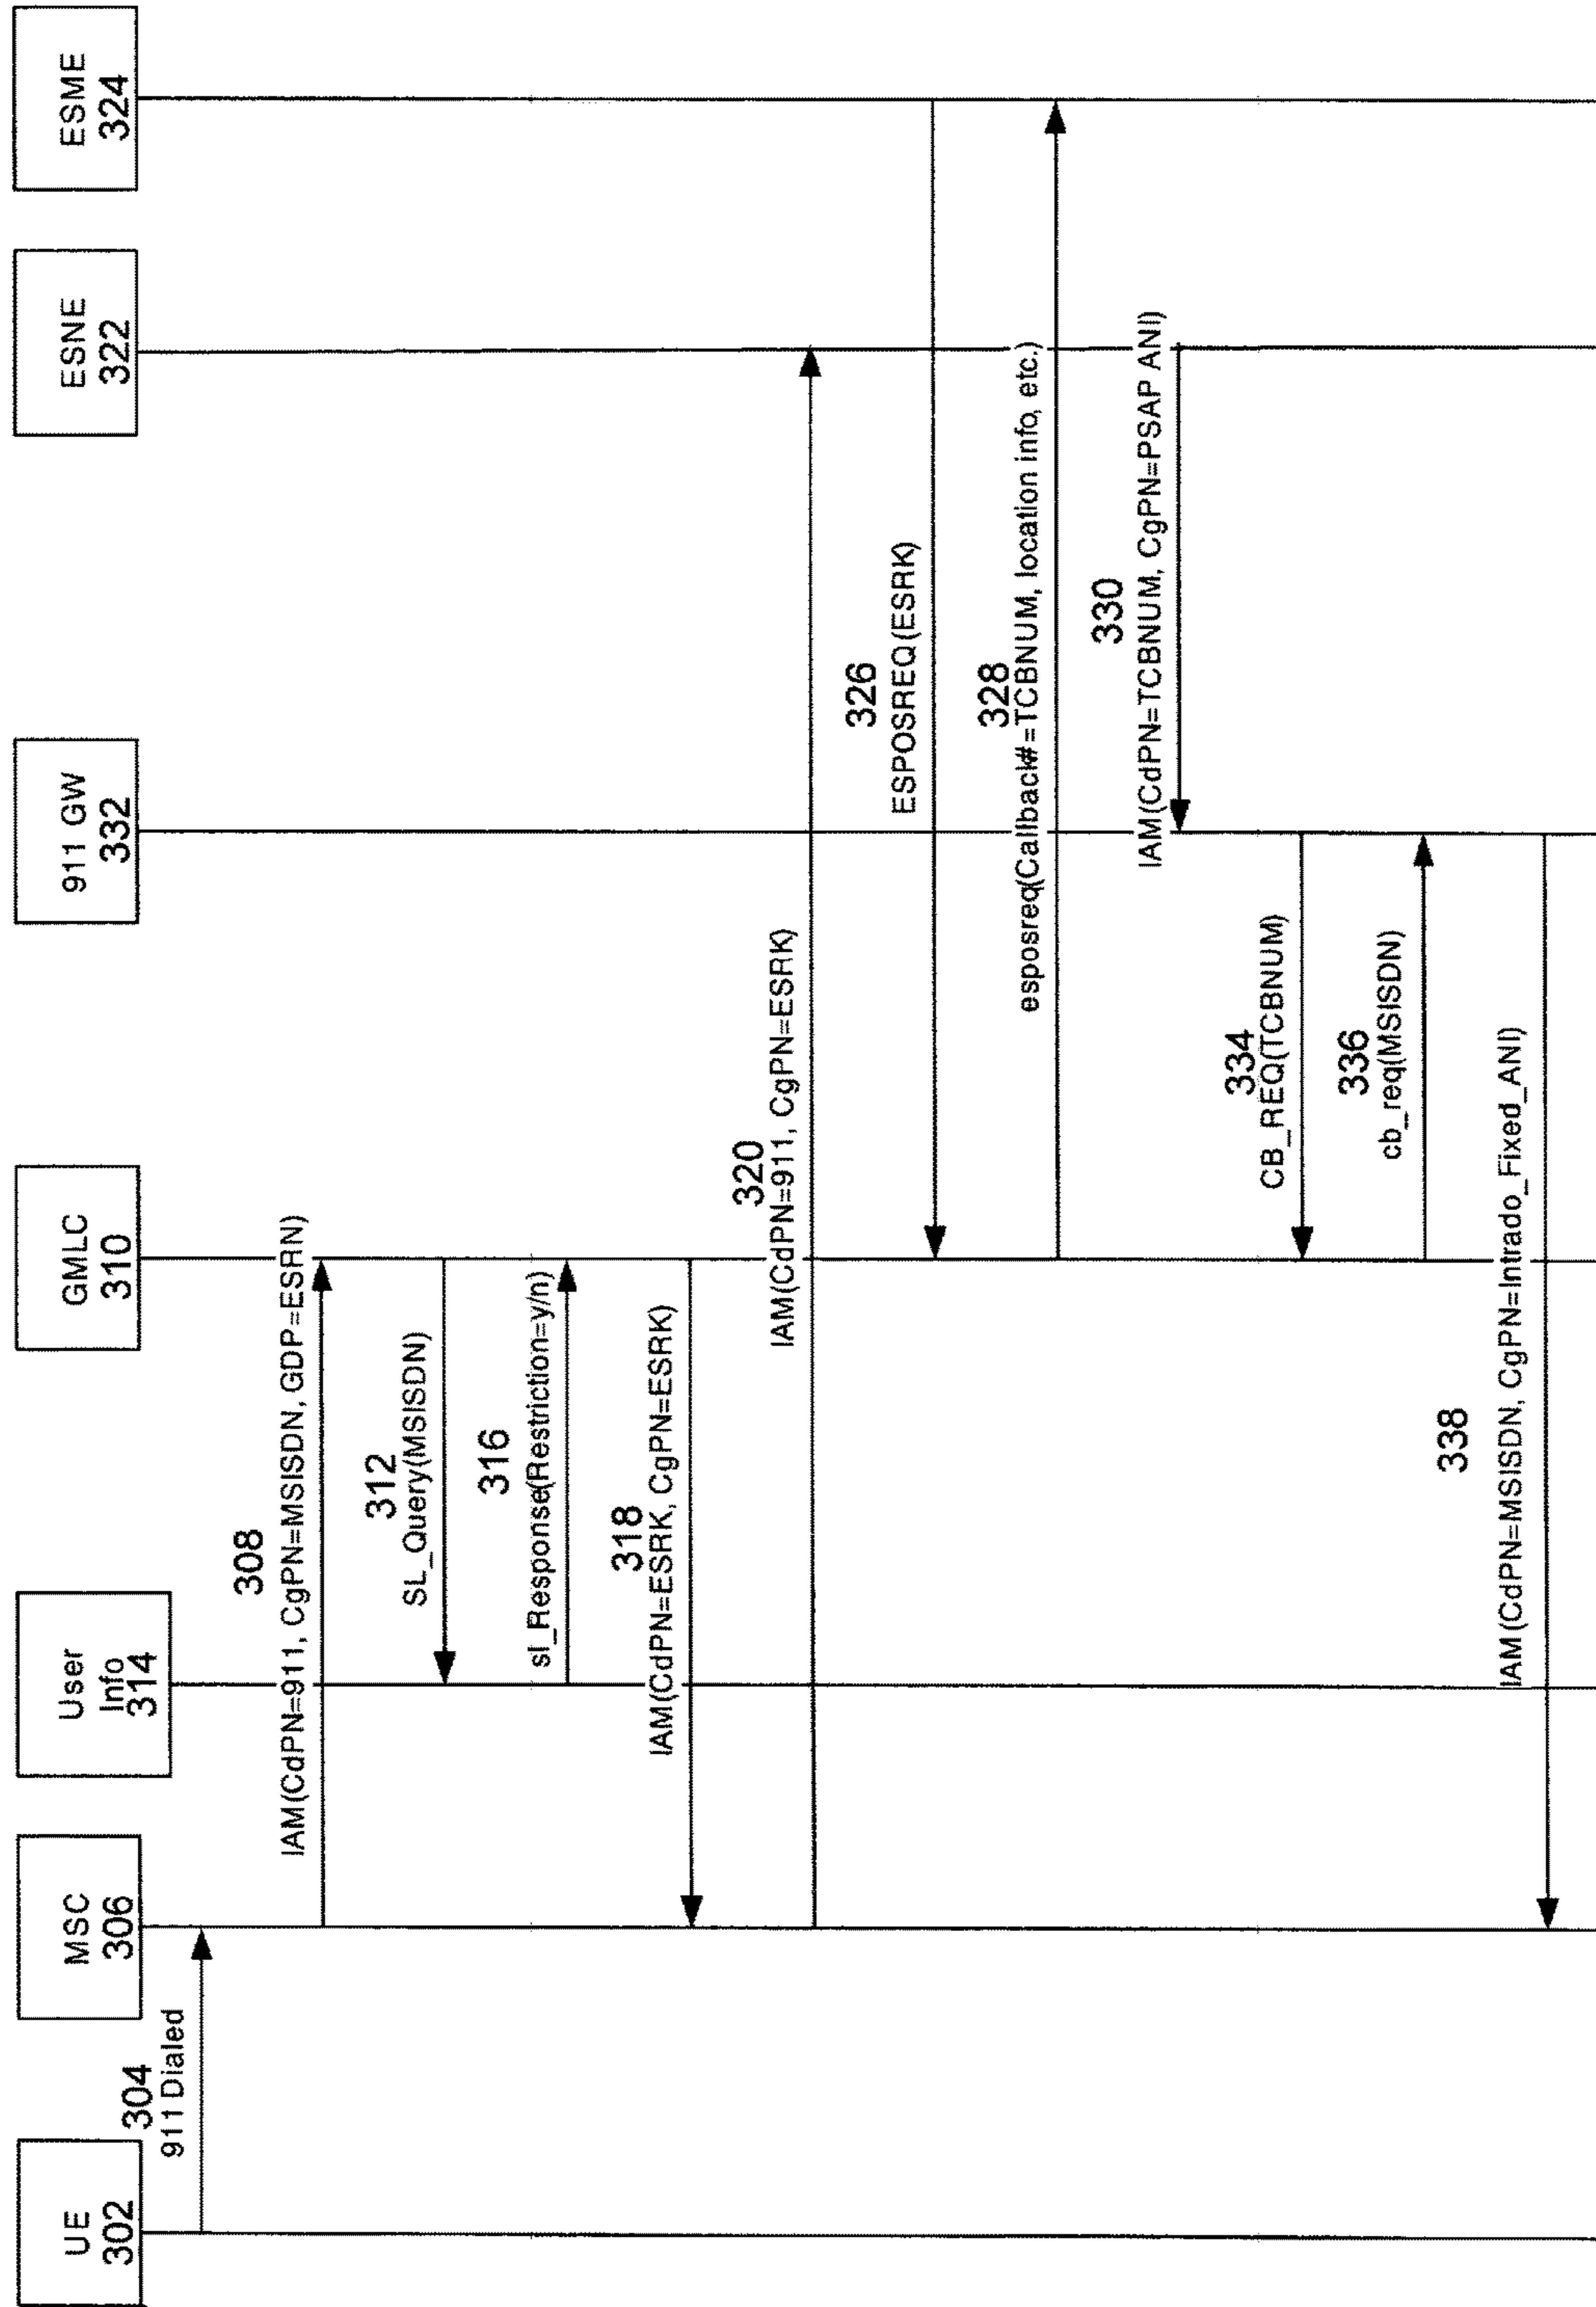 UE
302
MSC
306
User
Info
314
GMLC
310
911 GW
332
ESNE
322
ESME
324
304
911 Dialed
308
IAM(CdPN=911, CgPN=MSISDN, GDP=ESRN)
312
SL_Query(MSISDN)
316
sl_Response(Restriction=y/n)
318
IAM(CdPN=ESRK, CgPN=ESRK)
320
IAM(CdPN=911, CgPN=ESRK)
326
ESPOSREQ(ESRK)
328
esposreq(Callback#=TCBNUM, location info, etc.)
330
IAM(CdPN=TCBNUM, CgPN=PSAP ANI)
334
CB_REQ(TCBNUM)
336
cb_req(MSISDN)
338
IAM(CdPN=MSISDN, CgPN=Intrado_Fixed_ANI)